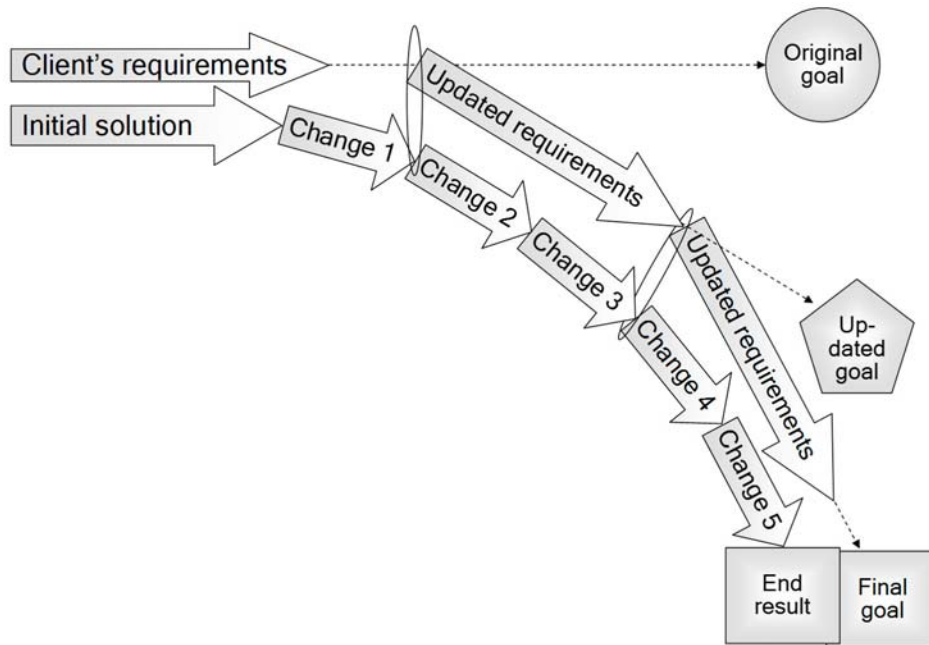 Client's requirements
Original
goal
Initial solution
Updated requirements
Change 1
Change 2
Change 3
Updated requirements
Up-
dated
goal
Change 4
Change 5
End
result
Final
goal